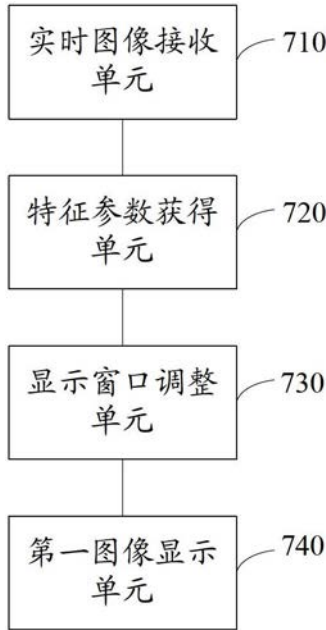 实时图像接收
单元
710
特征参数获得
单元
720
显示窗口调整
单元
730
第一图像显示
单元
740